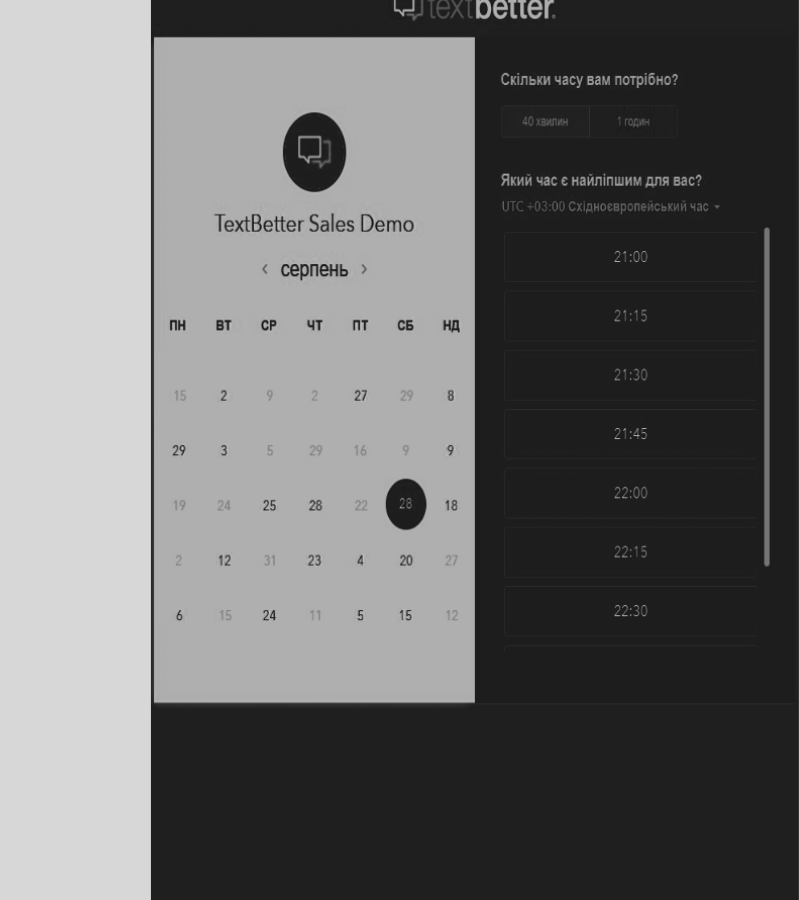 textbetter.
TextBetter Sales Demo
‹ серпень ›
ПН ВТ СР ЧТ ПТ СБ НД
15 2 9 2 27 29 8
29 3 5 29 16 9 9
19 24 25 28 22 28 18
2 12 31 23 4 20 27
6 15 24 11 5 15 12
Скільки часу вам потрібно?
40 хвилин 1 годин
Який час є найліпшим для вас?
UTC +03:00 Східноєвропейський час
21:00
21:15
21:30
21:45
22:00
22:15
22:30